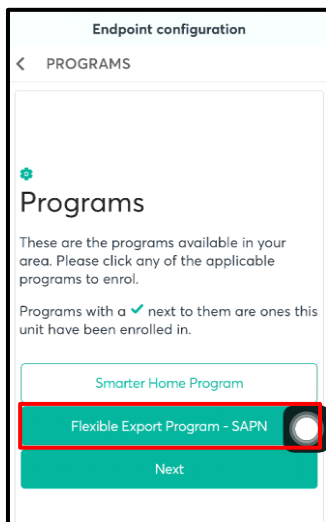 Endpoint configuration
< PROGRAMS
Programs
These are the programs available in your
area. Please click any of the applicable
programs to enrol.
Programs with a ✓ next to them are ones this
unit have been enrolled in.
Smarter Home Program
Flexible Export Program - SAPN
Next